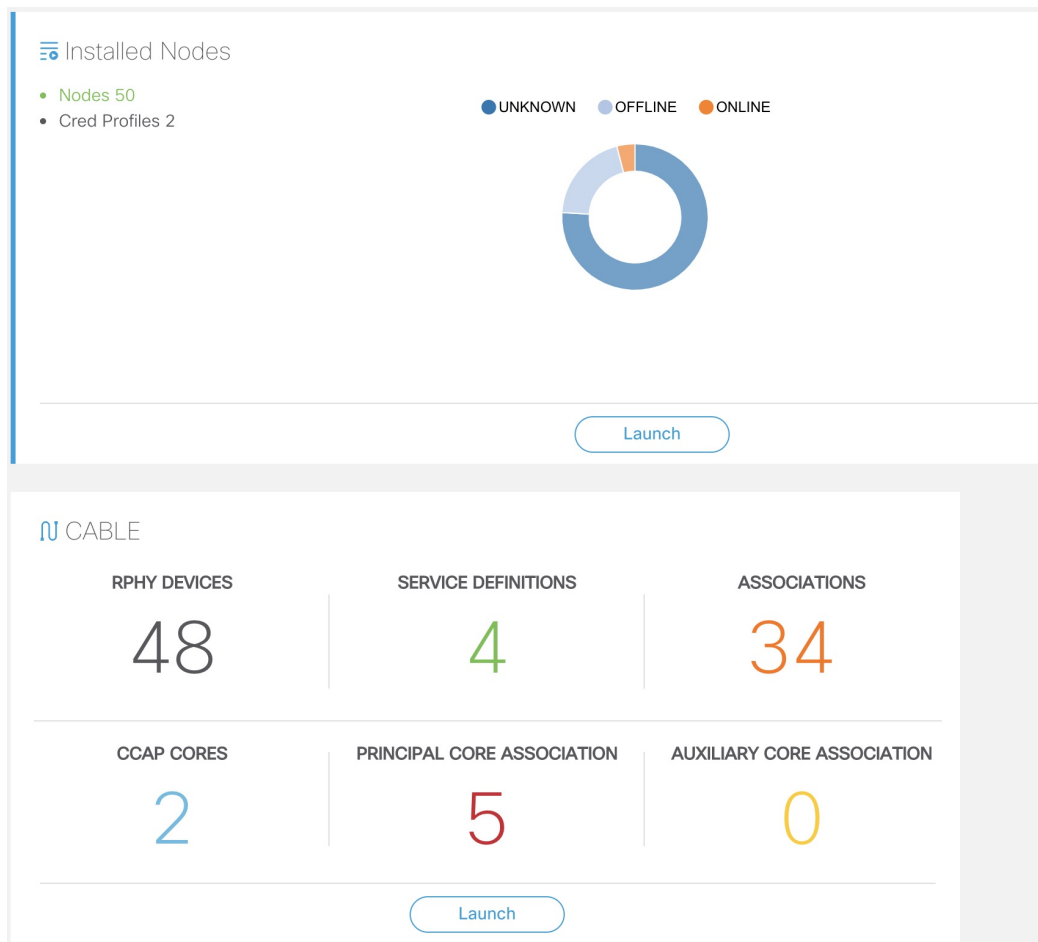 Installed Nodes
Nodes 50
Cred Profiles 2
UNKNOWN OFFLINE ONLINE
Launch
CABLE
RPHY DEVICES SERVICE DEFINITIONS ASSOCIATIONS
48 4 34
CCAP CORES PRINCIPAL CORE ASSOCIATION AUXILIARY CORE ASSOCIATION
2 5 0
Launch